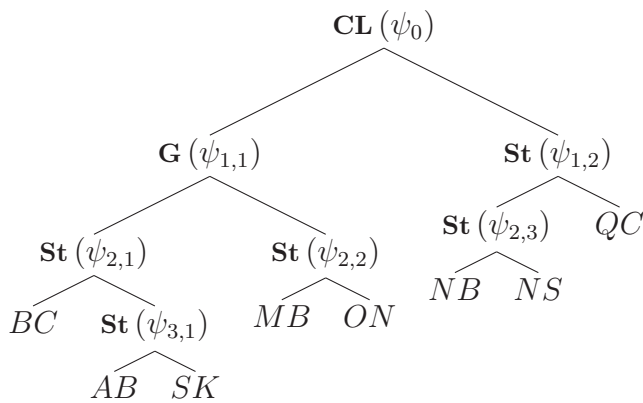 CL (ψ0)
G (ψ1,1) St (ψ1,2)
St (ψ2,1) St (ψ2,2) St (ψ2,3) QC
BC St (ψ3,1) MB ON NB NS
AB SK